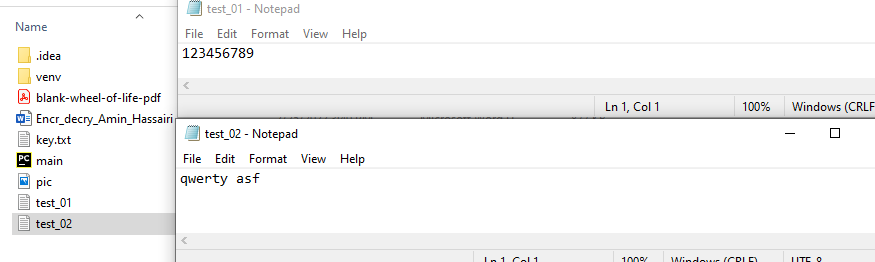 Name
.idea
venv
blank-wheel-of-life-pdf
Encr_decry_Amin_Hassairi
key.txt
main
pic
test_01
test_02
test_01 - Notepad
File Edit Format View Help
123456789
Ln 1, Col 1 100% Windows (CRLF
test_02 - Notepad
File Edit Format View Help
qwerty asf
Ln 1, Col 1 100% Windows (CRLF) UTF-8